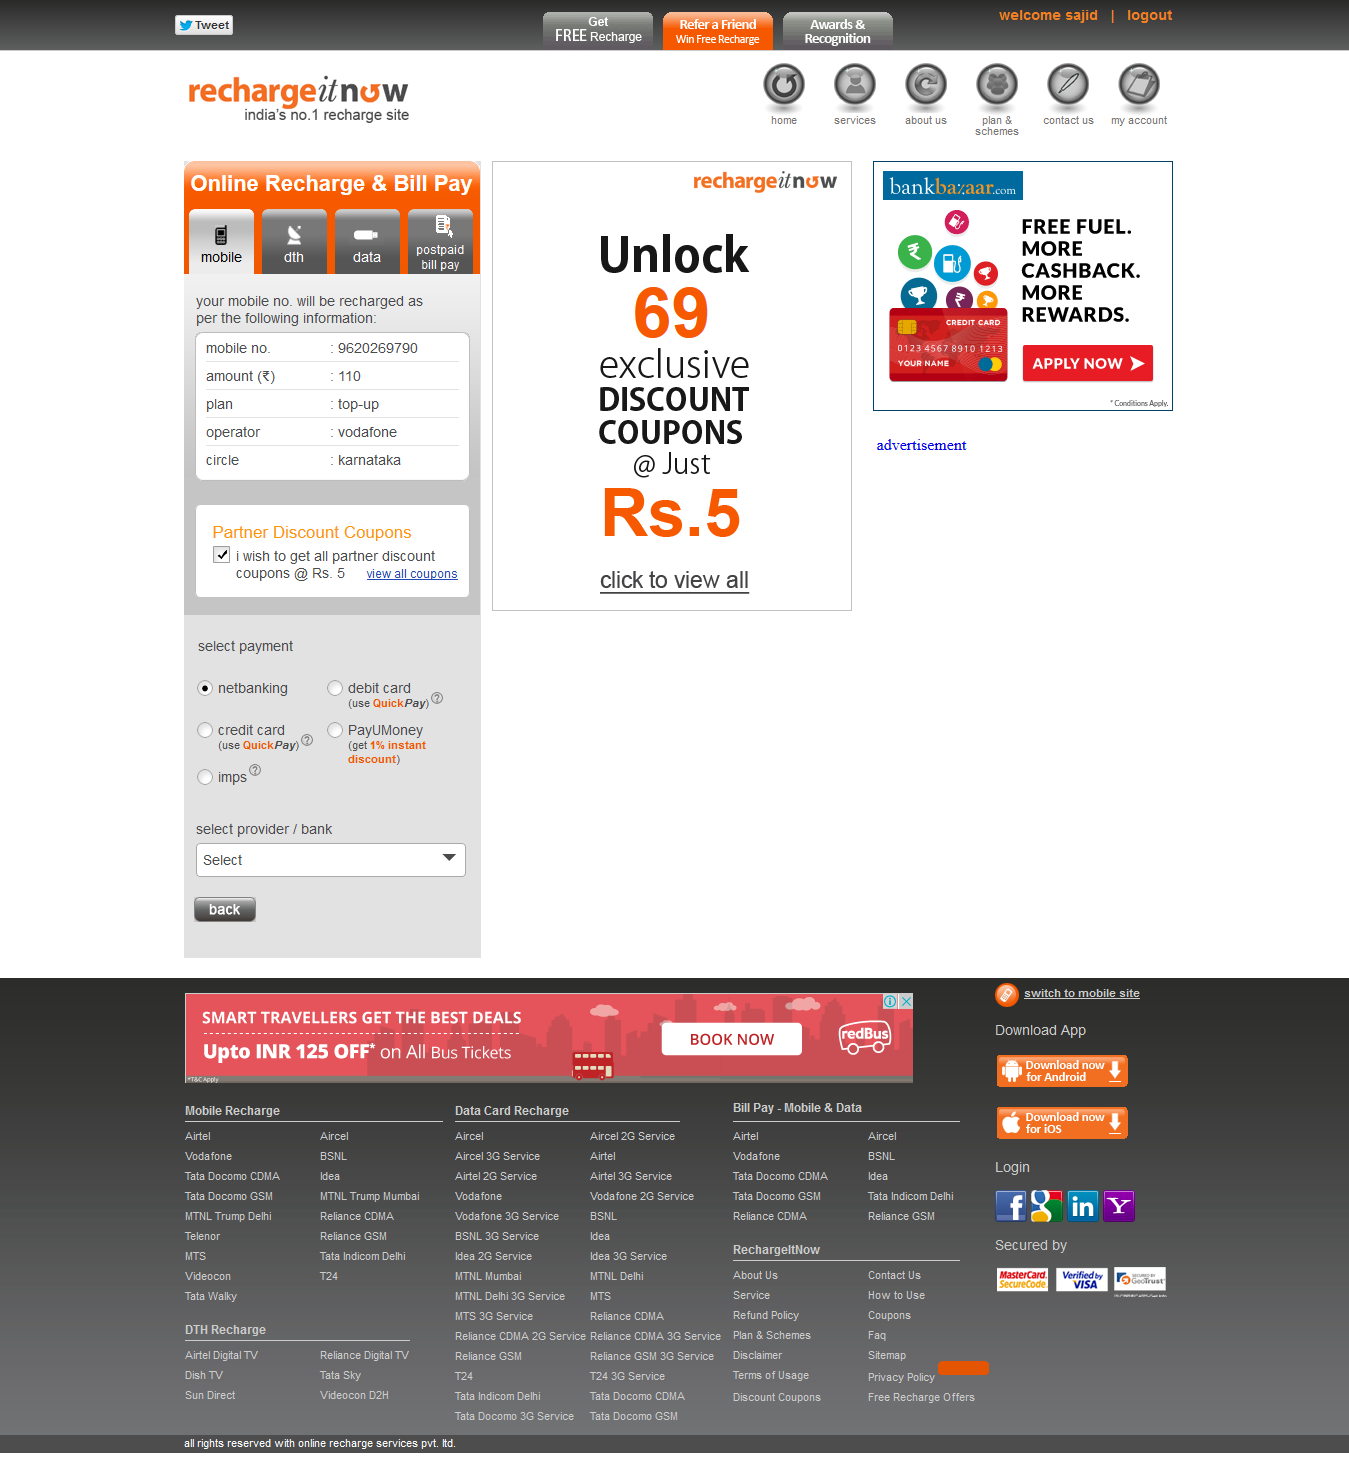 Tweet
Get
FREE Recharge
Refer a Friend
Win Free Recharge
Awards &
Recognition
welcome sajid | logout
rechargeitnow
india's no.1 recharge site
home
services
about us
plan &
schemes
contact us
my account
Online Recharge & Bill Pay
mobile
dth
data
postpaid
bill pay
your mobile no. will be recharged as
per the following information:
mobile no. : 9620269790
amount (₹) : 110
plan : top-up
operator : vodafone
circle : karnataka
Partner Discount Coupons
i wish to get all partner discount
coupons @ Rs. 5 view all coupons
select payment
netbanking
debit card
(use QuickPay) ?
credit card
(use QuickPay) ?
PayUMoney
(get 1% instant
discount)
imps ?
select provider / bank
Select
back
rechargeitnow
Unlock
69
exclusive
DISCOUNT
COUPONS
@ Just
Rs.5
click to view all
bankbazaar.com
FREE FUEL.
MORE
CASHBACK.
MORE
REWARDS.
CREDIT CARD
0123 4567 8910 1213
YOUR NAME
APPLY NOW
* Conditions Apply.
advertisement
SMART TRAVELLERS GET THE BEST DEALS
Upto INR 125 OFF* on All Bus Tickets
*T&C Apply
BOOK NOW
redBus
switch to mobile site
Download App
Download now
for Android
Download now
for iOS
Login
f
g
in
Y
Secured by
MasterCard.
SecureCode.
Verified by
VISA
SECURED BY
GeoTrust
Mobile Recharge
Airtel Aircel
Vodafone BSNL
Tata Docomo CDMA Idea
Tata Docomo GSM MTNL Trump Mumbai
MTNL Trump Delhi Reliance CDMA
Telenor Reliance GSM
MTS Tata Indicom Delhi
Videocon T24
Tata Walky
DTH Recharge
Airtel Digital TV Reliance Digital TV
Dish TV Tata Sky
Sun Direct Videocon D2H
Data Card Recharge
Aircel Aircel 2G Service
Aircel 3G Service Airtel
Airtel 2G Service Airtel 3G Service
Vodafone Vodafone 2G Service
Vodafone 3G Service BSNL
BSNL 3G Service Idea
Idea 2G Service Idea 3G Service
MTNL Mumbai MTNL Delhi
MTNL Delhi 3G Service MTS
MTS 3G Service Reliance CDMA
Reliance CDMA 2G Service Reliance CDMA 3G Service
Reliance GSM Reliance GSM 3G Service
T24 T24 3G Service
Tata Indicom Delhi Tata Docomo CDMA
Tata Docomo 3G Service Tata Docomo GSM
Bill Pay - Mobile & Data
Airtel Aircel
Vodafone BSNL
Tata Docomo CDMA Idea
Tata Docomo GSM Tata Indicom Delhi
Reliance CDMA Reliance GSM
RechargeItNow
About Us Contact Us
Service How to Use
Refund Policy Coupons
Plan & Schemes Faq
Disclaimer Sitemap
Terms of Usage Privacy Policy
Discount Coupons Free Recharge Offers
all rights reserved with online recharge services pvt. ltd.